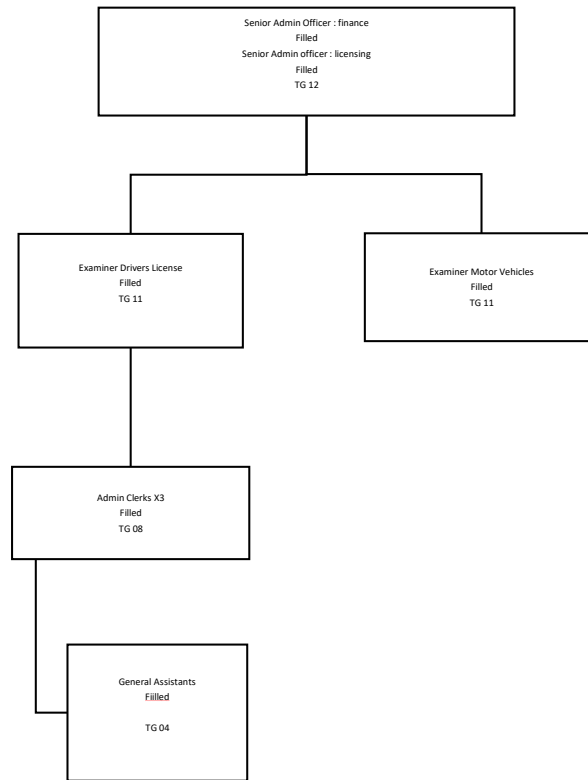 Senior Admin Officer : finance
Filled
Senior Admin officer : licensing
Filled
TG 12
Examiner Drivers License
Filled
TG 11
Examiner Motor Vehicles
Filled
TG 11
Admin Clerks X3
Filled
TG 08
General Assistants
Fiilled
TG 04